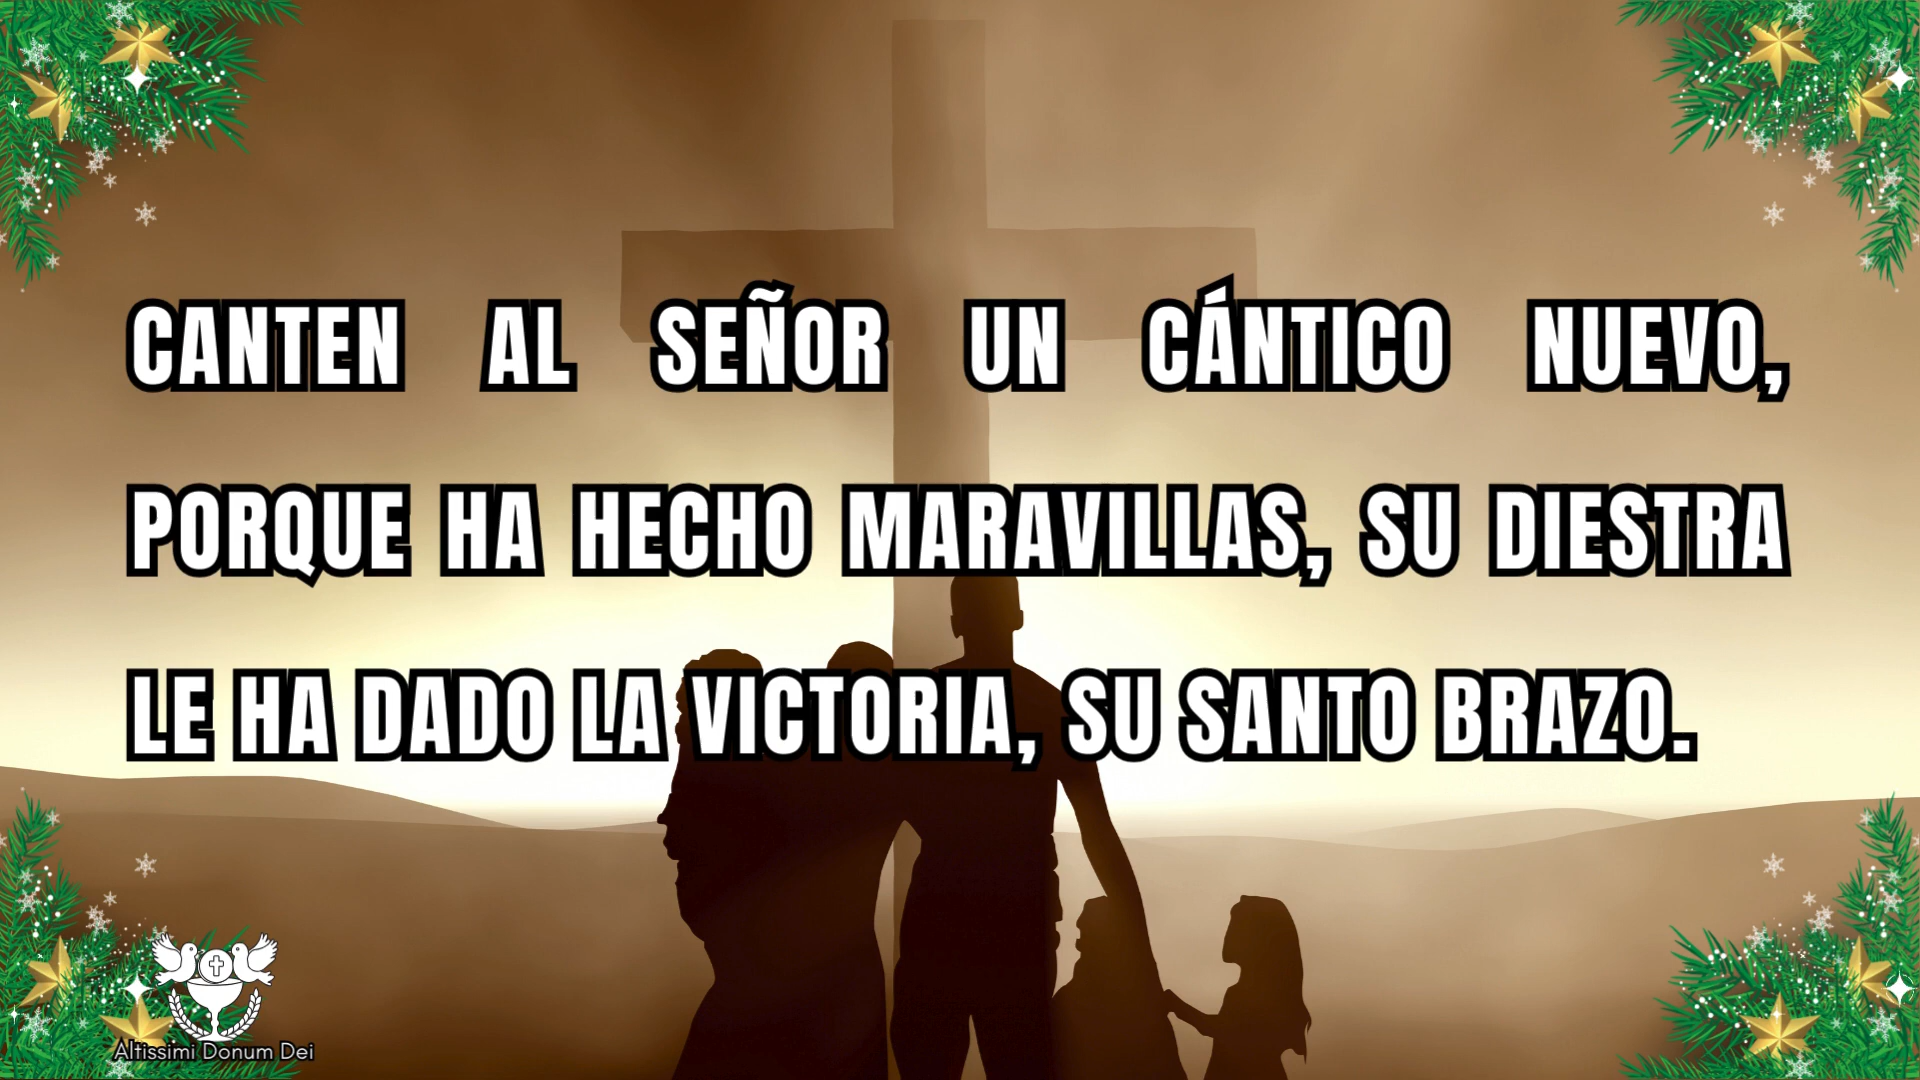 CANTEN AL SEÑOR UN CÁNTICO NUEVO,
PORQUE HA HECHO MARAVILLAS, SU DIESTRA
LE HA DADO LA VICTORIA, SU SANTO BRAZO.
Altissimi Donum Dei